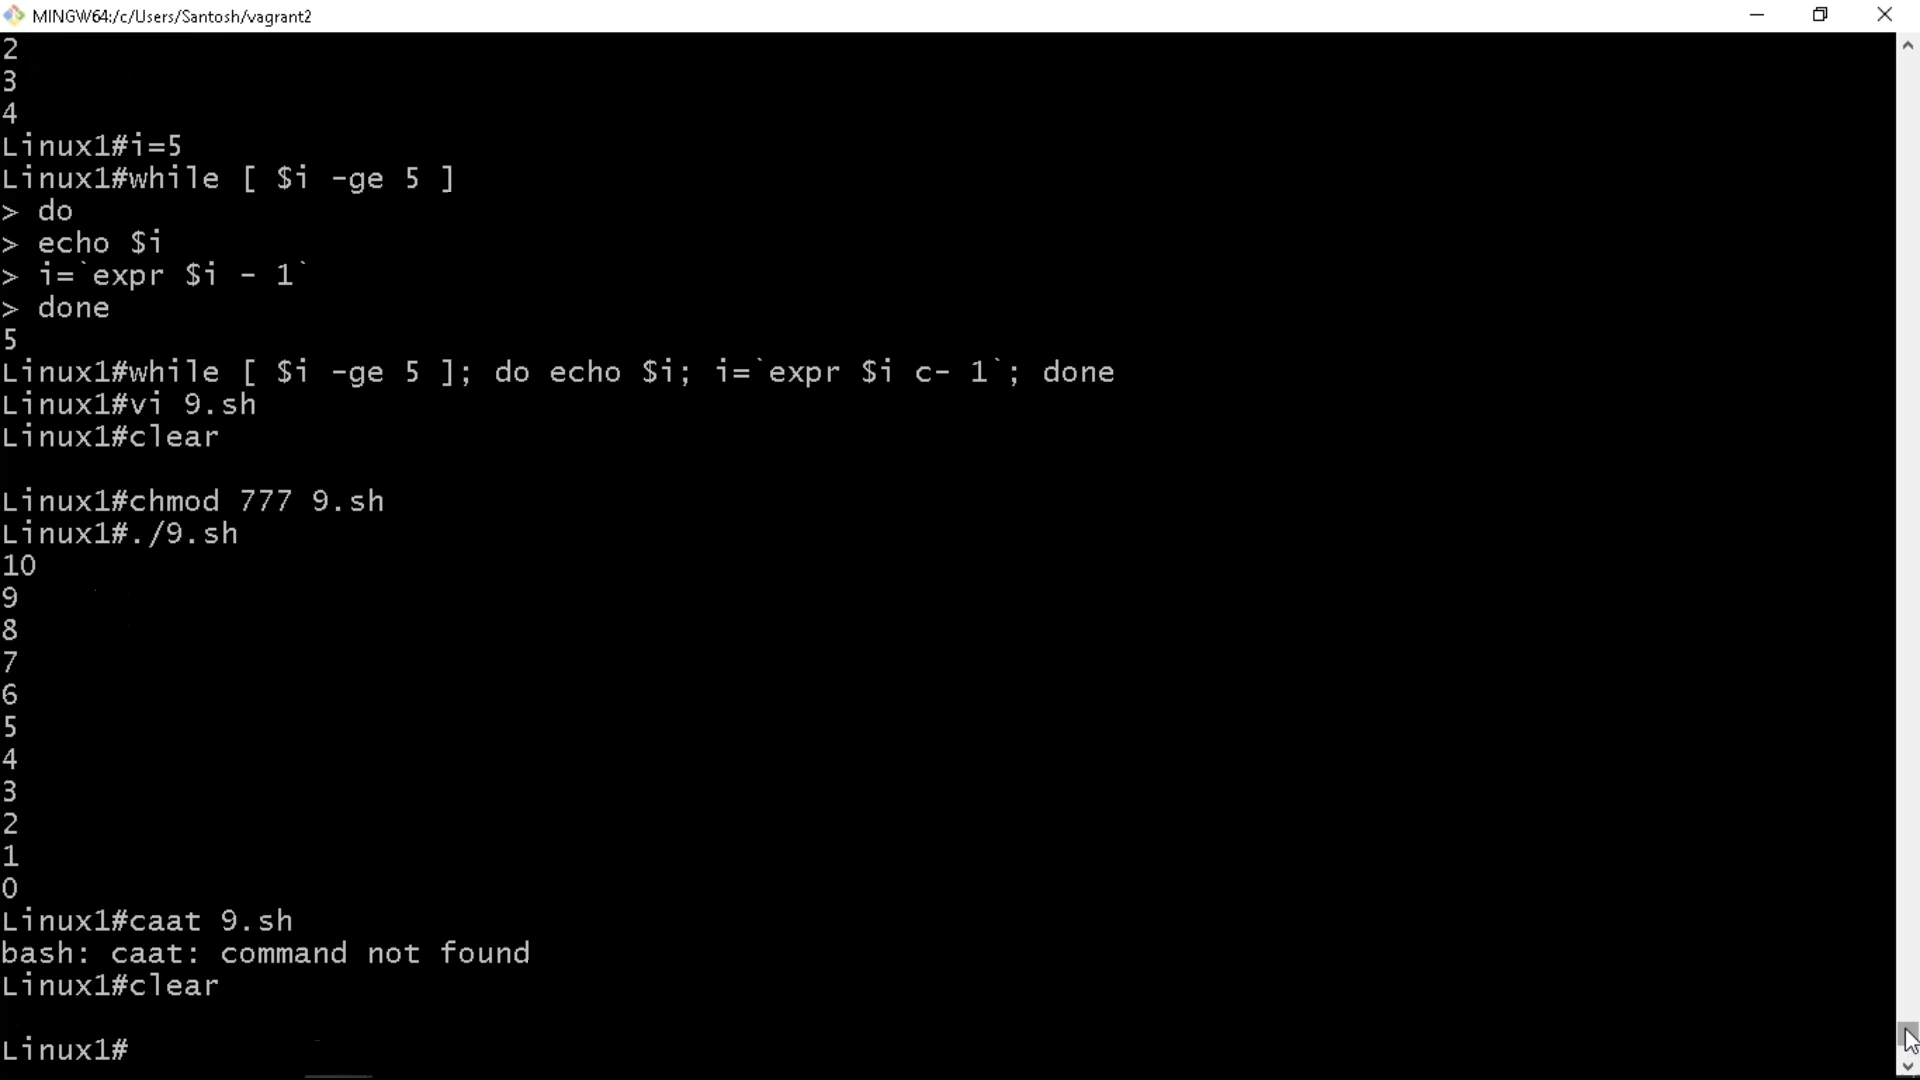 MINGW64:/c/Users/Santosh/vagrant2
2
3
4
Linux1#i=5
Linux1#while [ $i -ge 5 ]
> do
> echo $i
> i=`expr $i - 1`
> done
5
Linux1#while [ $i -ge 5 ]; do echo $i; i=`expr $i c- 1`; done
Linux1#vi 9.sh
Linux1#clear
Linux1#chmod 777 9.sh
Linux1#./9.sh
10
9
8
7
6
5
4
3
2
1
0
Linux1#caat 9.sh
bash: caat: command not found
Linux1#clear
Linux1#